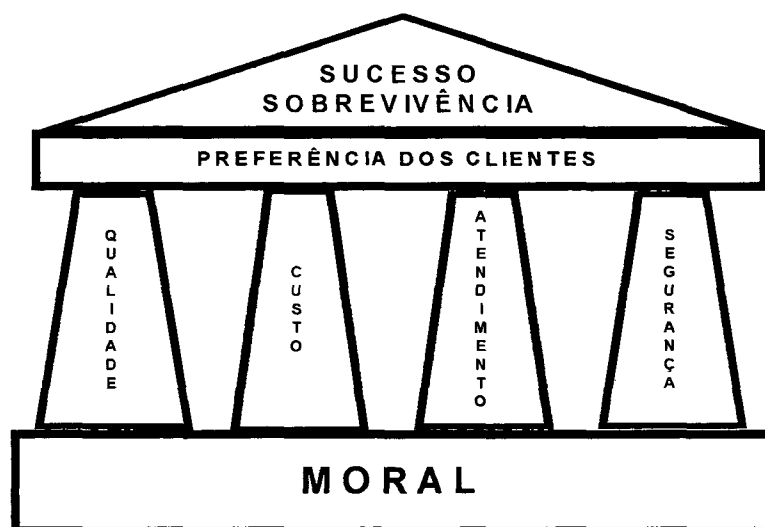 SUCESSO
SOBREVIVÊNCIA
PREFERÊNCIA DOS CLIENTES
QUALIDADE
CUSTO
ATENDIMENTO
SEGURANÇA
MORAL